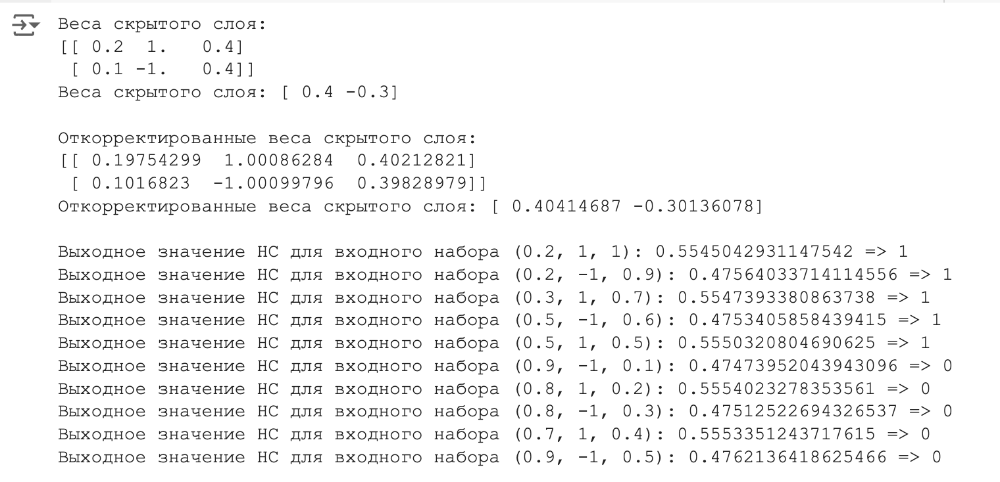 Веса скрытого слоя:
[[ 0.2  1.   0.4]
 [ 0.1 -1.   0.4]]
Веса скрытого слоя: [ 0.4 -0.3]

Откорректированные веса скрытого слоя:
[[ 0.19754299  1.00086284  0.40212821]
 [ 0.1016823  -1.00099796  0.39828979]]
Откорректированные веса скрытого слоя: [ 0.40414687 -0.30136078]

Выходное значение НС для входного набора (0.2, 1, 1): 0.5545042931147542 => 1
Выходное значение НС для входного набора (0.2, -1, 0.9): 0.47564033714114556 => 1
Выходное значение НС для входного набора (0.3, 1, 0.7): 0.5547393380863738 => 1
Выходное значение НС для входного набора (0.5, -1, 0.6): 0.4753405858439415 => 1
Выходное значение НС для входного набора (0.5, 1, 0.5): 0.5550320804690625 => 1
Выходное значение НС для входного набора (0.9, -1, 0.1): 0.47473952043943096 => 0
Выходное значение НС для входного набора (0.8, 1, 0.2): 0.5554023278353561 => 0
Выходное значение НС для входного набора (0.8, -1, 0.3): 0.47512522694326537 => 0
Выходное значение НС для входного набора (0.7, 1, 0.4): 0.5553351243717615 => 0
Выходное значение НС для входного набора (0.9, -1, 0.5): 0.4762136418625466 => 0